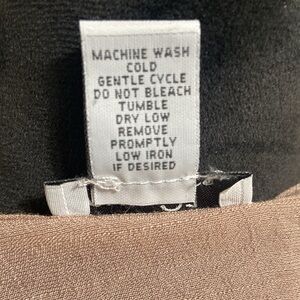 MACHINE WASH
COLD
GENTLE CYCLE
DO NOT BLEACH
TUMBLE
DRY LOW
REMOVE
PROMPTLY
LOW IRON
IF DESIRED